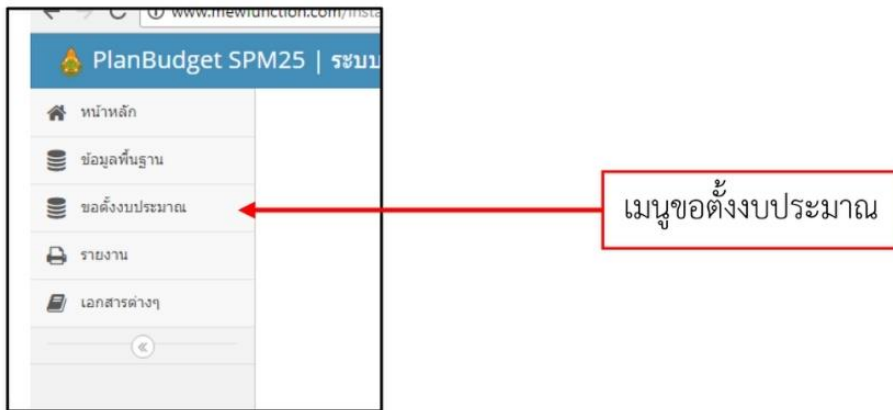 www.mewfunction.com/insta
PlanBudget SPM25 | ระบบ
หน้าหลัก
ข้อมูลพื้นฐาน
ขอตั้งงบประมาณ
รายงาน
เอกสารต่างๆ
เมนูขอตั้งงบประมาณ